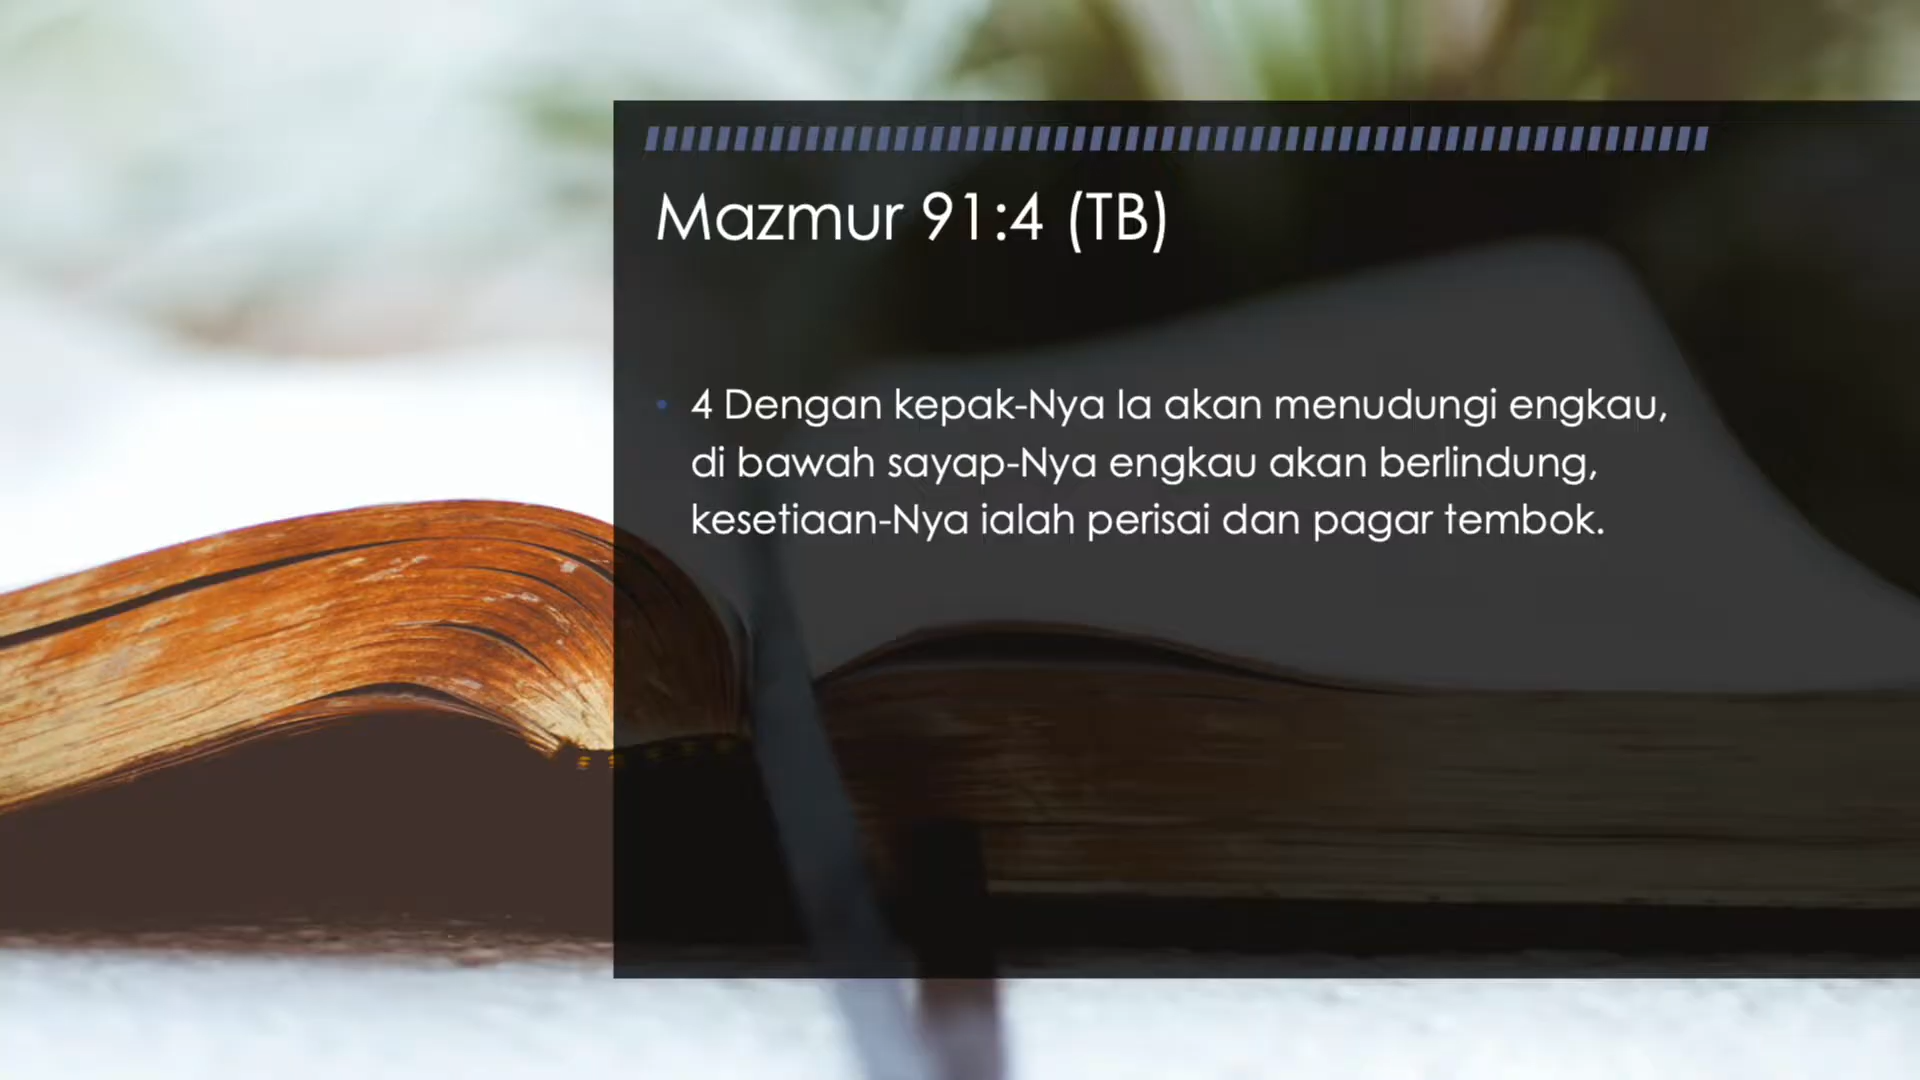 Mazmur 91:4 (TB)
4 Dengan kepak-Nya Ia akan menudungi engkau,
di bawah sayap-Nya engkau akan berlindung,
kesetiaan-Nya ialah perisai dan pagar tembok.